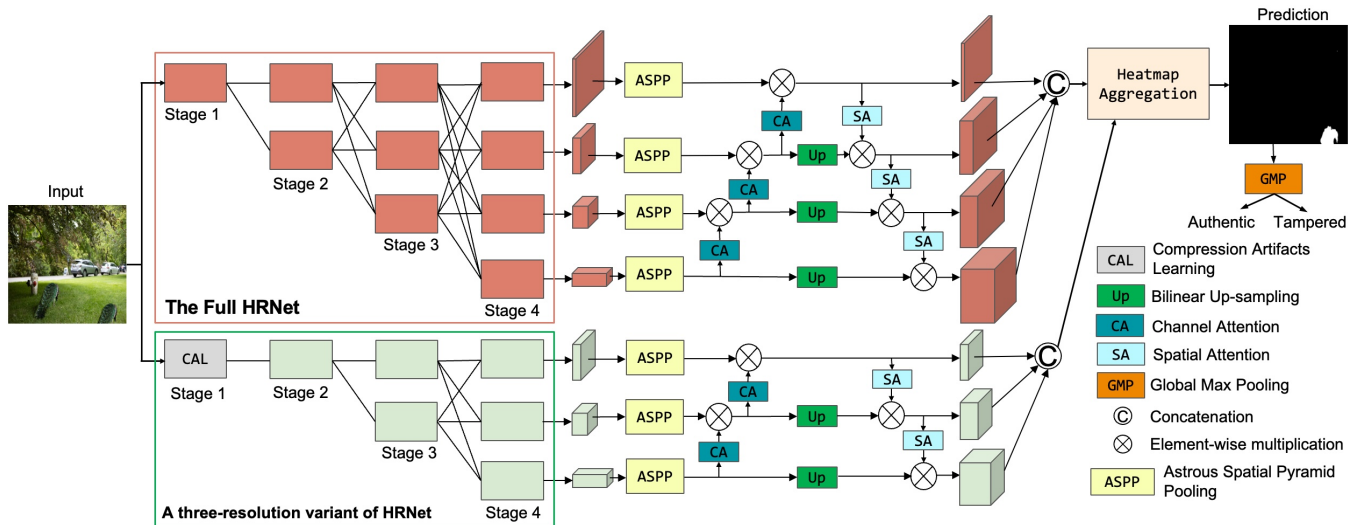 Prediction
Input
Stage 1
Stage 2
Stage 3
Stage 4
The Full HRNet
ASPP
ASPP
ASPP
ASPP
CA
CA
CA
Up
Up
Up
SA
SA
SA
C
Heatmap
Aggregation
GMP
Authentic
Tampered
CAL
Stage 1
Stage 2
Stage 3
Stage 4
A three-resolution variant of HRNet
ASPP
ASPP
ASPP
CA
CA
Up
Up
SA
SA
C
CAL
Compression Artifacts
Learning
Up
Bilinear Up-sampling
CA
Channel Attention
SA
Spatial Attention
GMP
Global Max Pooling
C
Concatenation
Element-wise multiplication
ASPP
Astrous Spatial Pyramid
Pooling